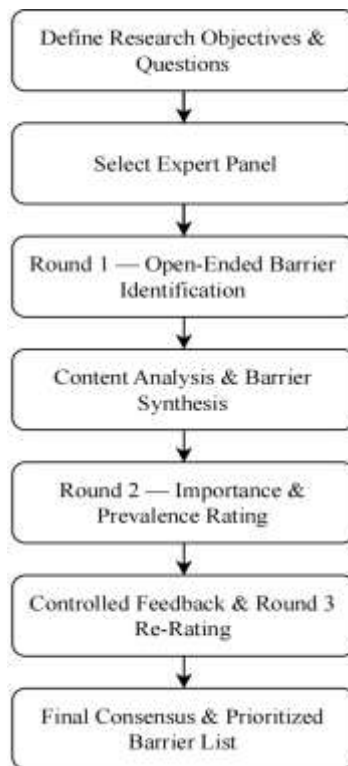 Define Research Objectives &
Questions
Select Expert Panel
Round 1 — Open-Ended Barrier
Identification
Content Analysis & Barrier
Synthesis
Round 2 — Importance &
Prevalence Rating
Controlled Feedback & Round 3
Re-Rating
Final Consensus & Prioritized
Barrier List